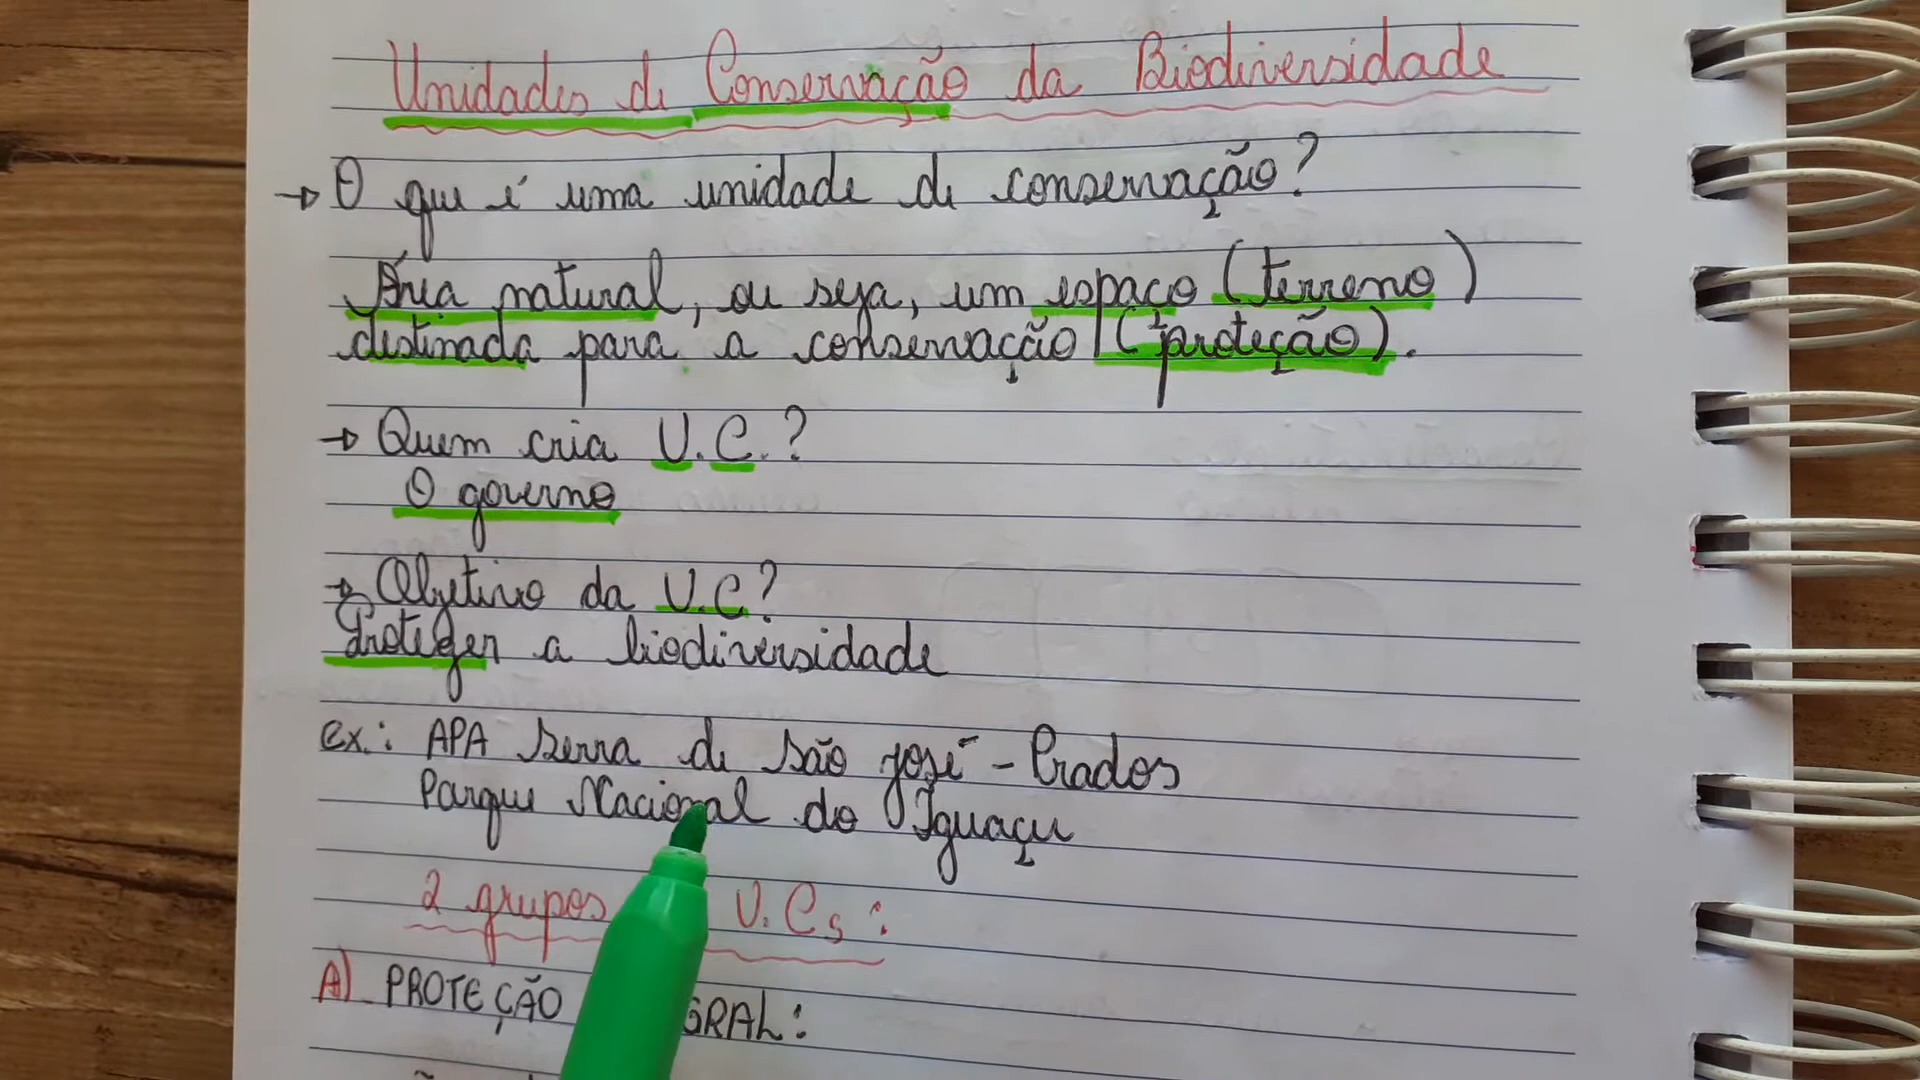 Unidades de Conservação da Biodiversidade
→ O que é uma unidade de conservação?
Área natural, ou seja, um espaço (terreno)
destinada para a conservação (proteção).
→ Quem cria U.C.?
O governo
→ Objetivo da U.C?
Proteger a biodiversidade
Ex.: APA Serra de São José - Prados
Parque Nacional do Iguaçu
2 grupos U.Cs:
A) PROTEÇÃO GRAL: